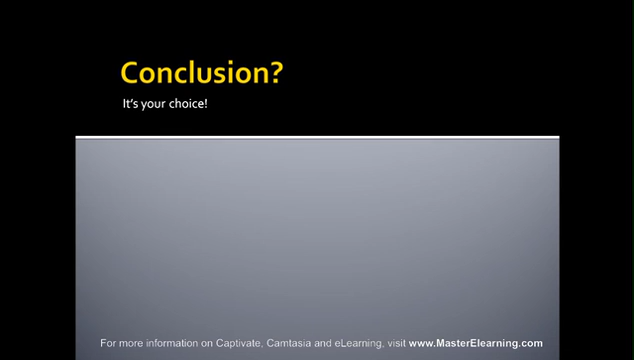 Conclusion?
It's your choice!
For more information on Captivate, Camtasia and eLearning, visit www.MasterElearning.com